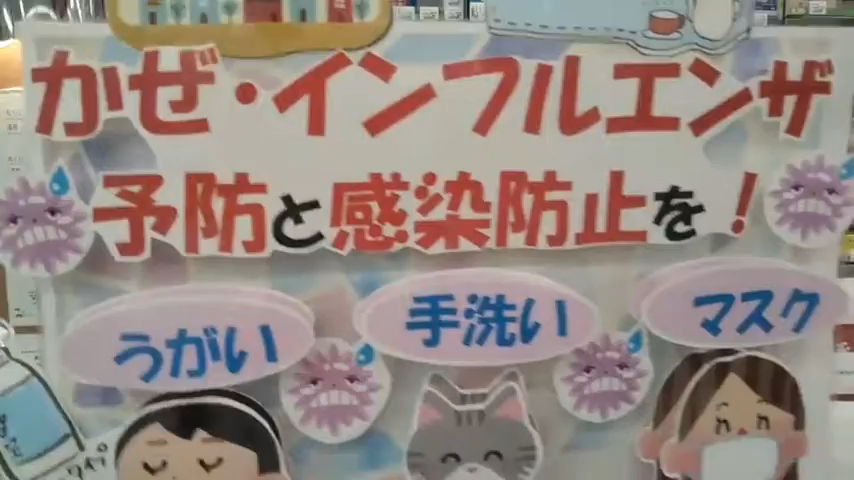 かぜ・インフルエンザ
予防と感染防止を!
うがい
手洗い
マスク